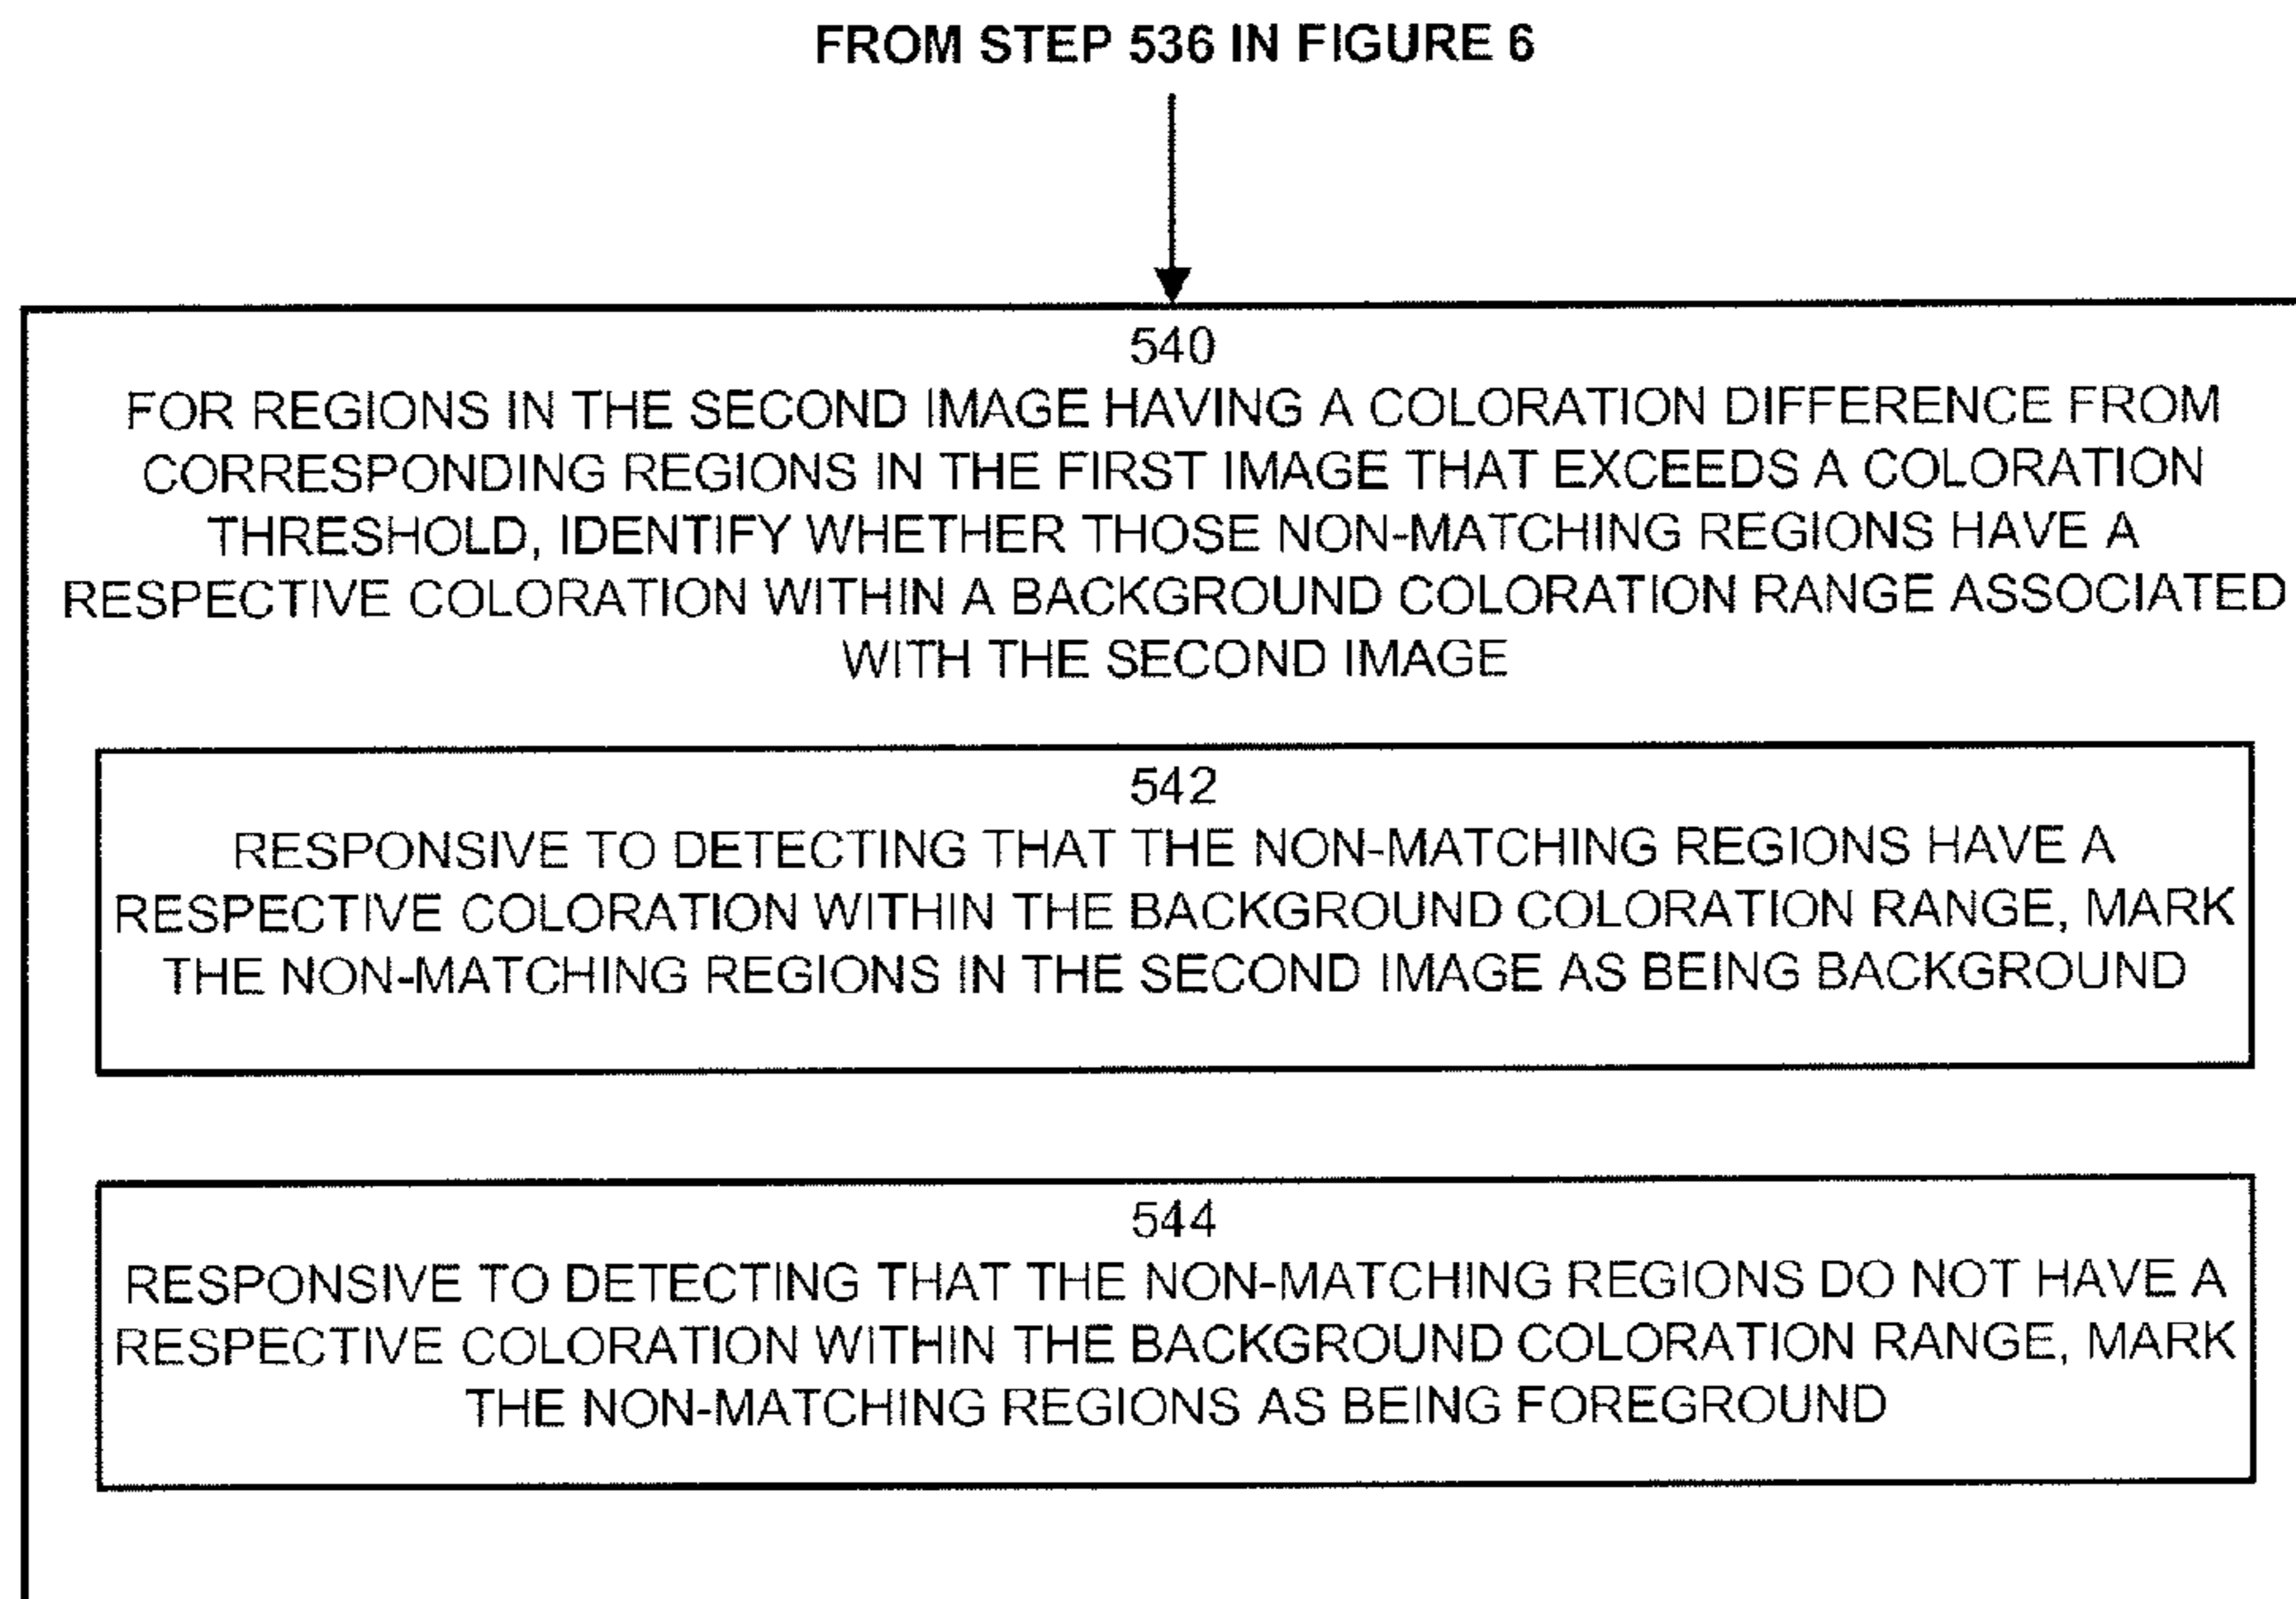 FROM STEP 536 IN FIGURE 6
540
FOR REGIONS IN THE SECOND IMAGE HAVING A COLORATION DIFFERENCE FROM
CORRESPONDING REGIONS IN THE FIRST IMAGE THAT EXCEEDS A COLORATION
THRESHOLD, IDENTIFY WHETHER THOSE NON-MATCHING REGIONS HAVE A
RESPECTIVE COLORATION WITHIN A BACKGROUND COLORATION RANGE ASSOCIATED
WITH THE SECOND IMAGE
542
RESPONSIVE TO DETECTING THAT THE NON-MATCHING REGIONS HAVE A
RESPECTIVE COLORATION WITHIN THE BACKGROUND COLORATION RANGE, MARK
THE NON-MATCHING REGIONS IN THE SECOND IMAGE AS BEING BACKGROUND
544
RESPONSIVE TO DETECTING THAT THE NON-MATCHING REGIONS DO NOT HAVE A
RESPECTIVE COLORATION WITHIN THE BACKGROUND COLORATION RANGE, MARK
THE NON-MATCHING REGIONS AS BEING FOREGROUND